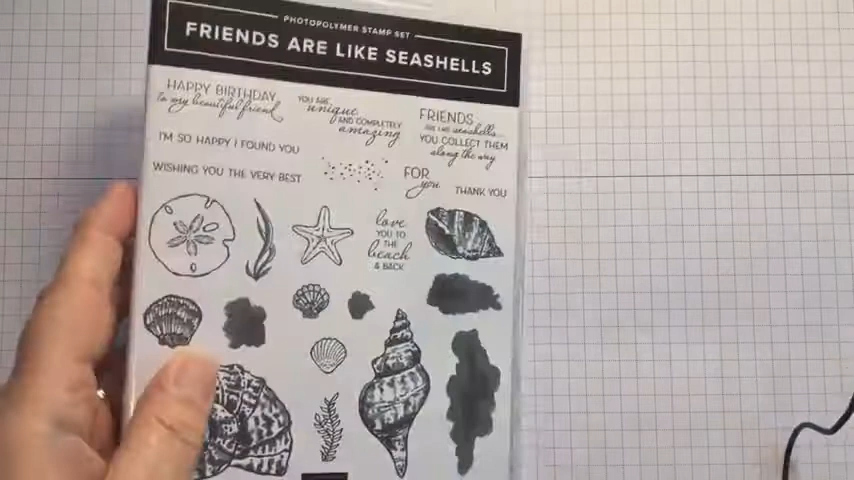 PHOTOPOLYMER STAMP SET
FRIENDS ARE LIKE SEASHELLS
HAPPY BIRTHDAY
to my beautiful friend
YOU ARE
unique
AND COMPLETELY
amazing
FRIENDS
are like seashells...
YOU COLLECT THEM
along the way
I'M SO HAPPY I FOUND YOU
WISHING YOU THE VERY BEST
FOR
you
THANK YOU
love
YOU TO
THE
beach
& BACK